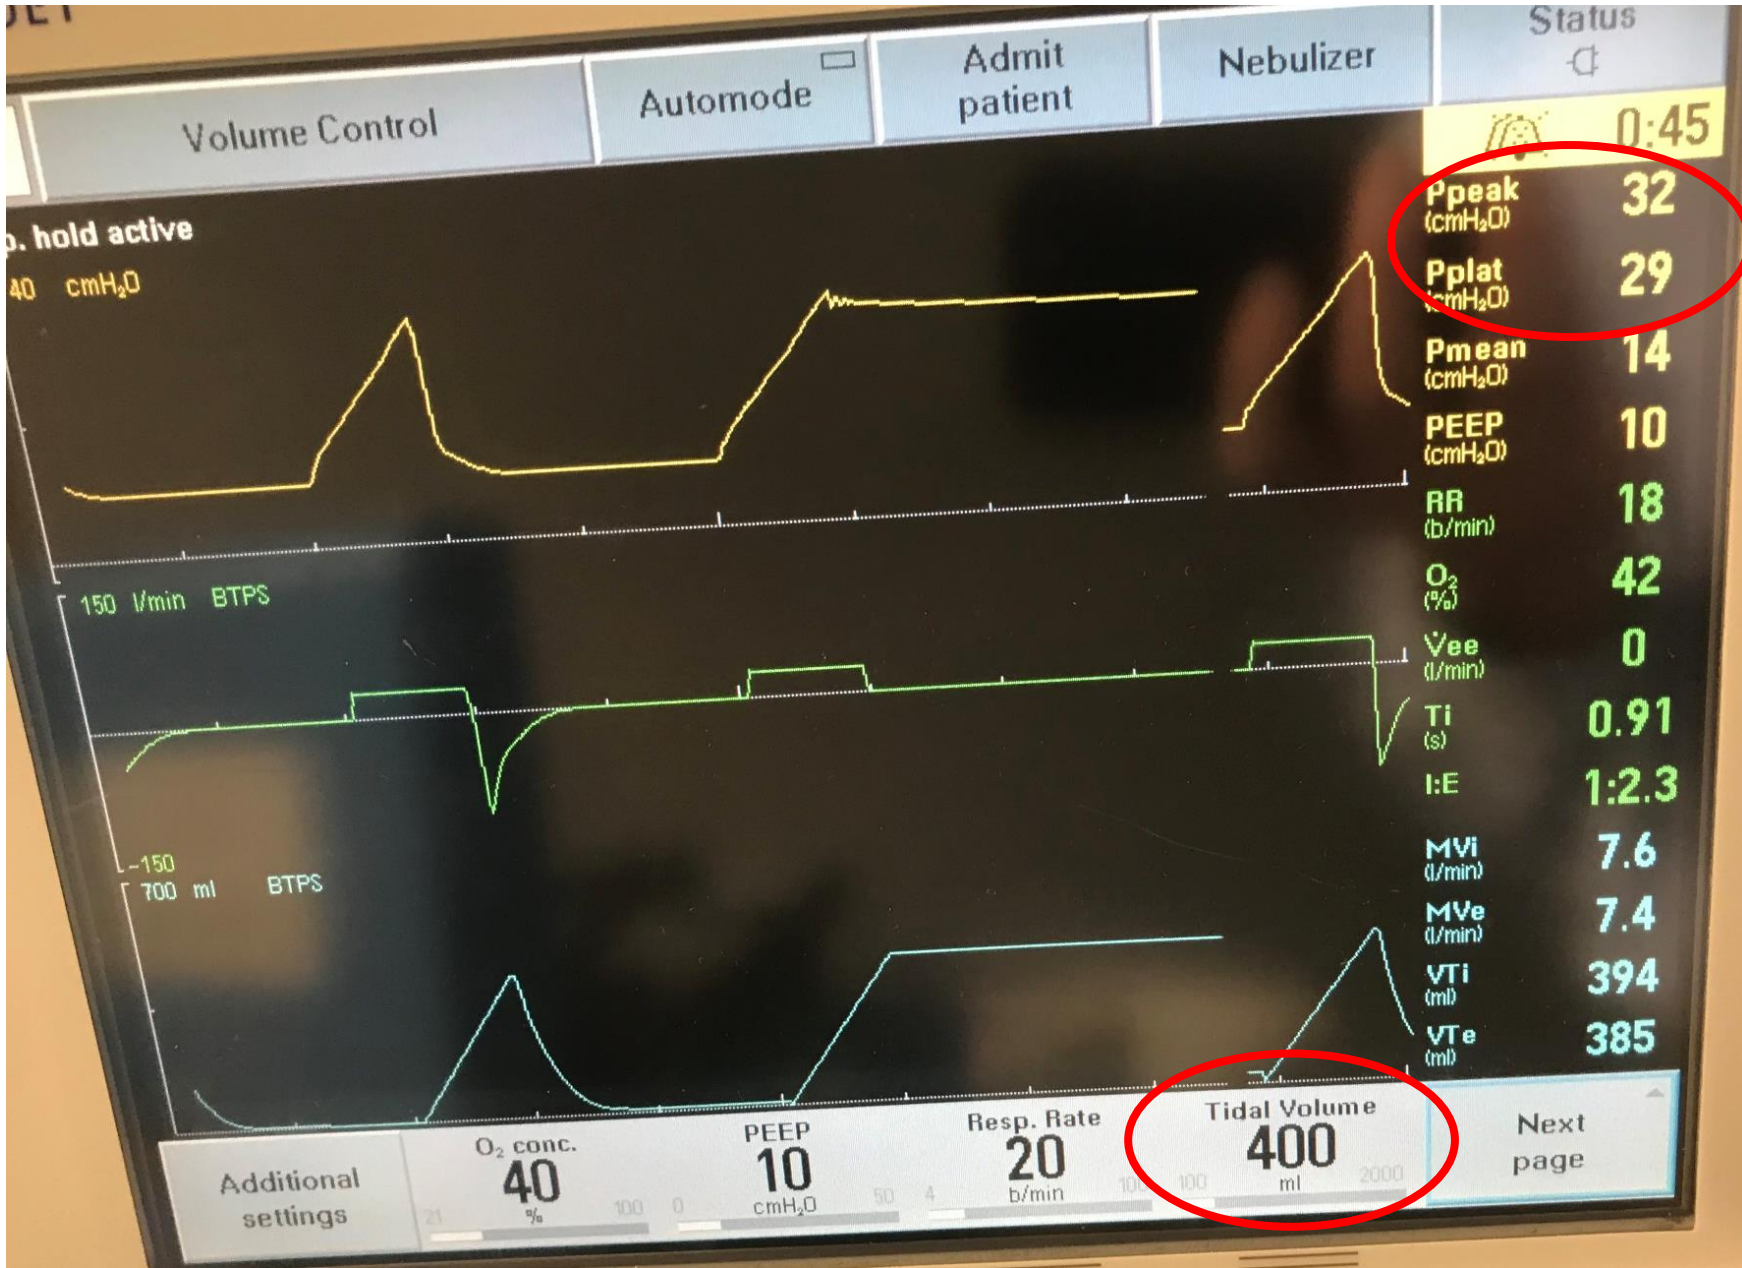 Status
Volume Control
Automode
Admit
patient
Nebulizer
0:45
hold active
40 cmH₂O
Ppeak 32
(cmH₂O)
Pplat 29
(cmH₂O)
Pmean 14
(cmH₂O)
PEEP 10
(cmH₂O)
RR 18
(b/min)
150 l/min BTPS
O₂ 42
(%)
V̇ee 0
(l/min)
Ti 0.91
(s)
I:E 1:2.3
-150
700 ml BTPS
MVi 7.6
(l/min)
MVe 7.4
(l/min)
VTi 394
(ml)
VTe 385
(ml)
Additional
settings
O₂ conc.
40
21 % 100
PEEP
10
0 cmH₂O 50
Resp. Rate
20
4 b/min 100
Tidal Volume
400
100 ml 2000
Next
page